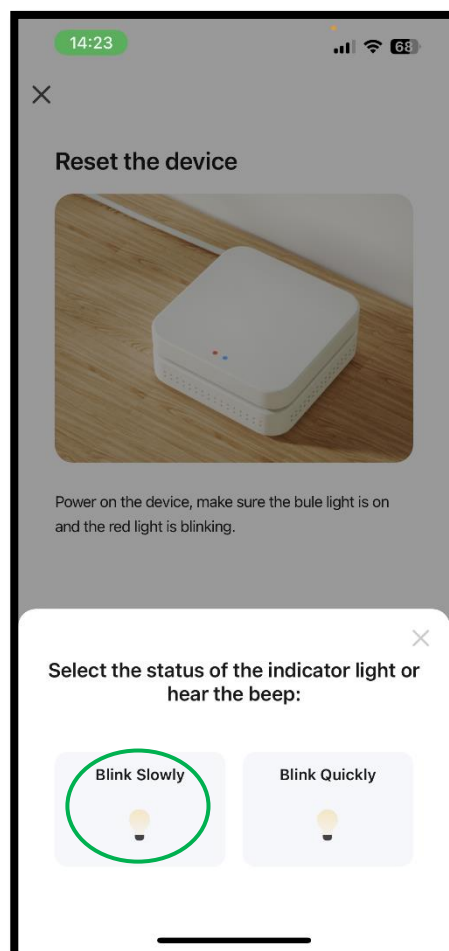 14:23
68
Reset the device
Power on the device, make sure the bule light is on
and the red light is blinking.
Select the status of the indicator light or
hear the beep:
Blink Slowly
Blink Quickly